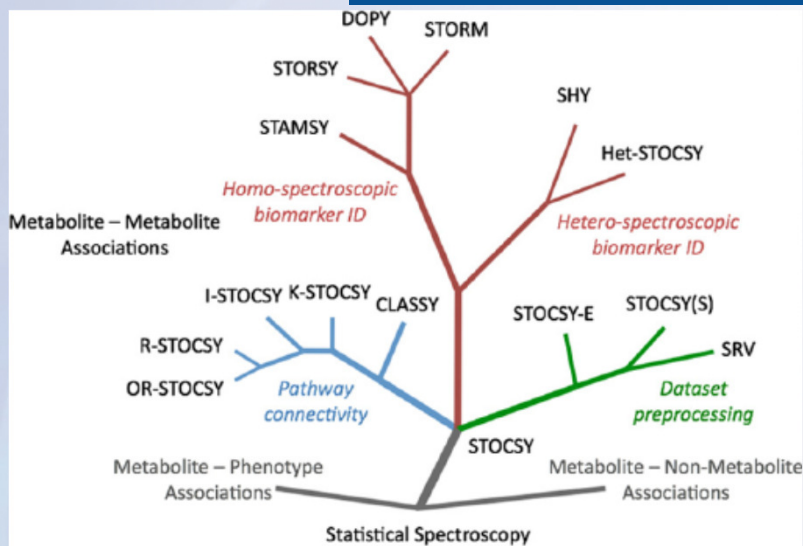 DOPY
STORM
STORSY
SHY
STAMSY
Het-STOCSY
Homo-spectroscopic
biomarker ID
Metabolite – Metabolite
Associations
Hetero-spectroscopic
biomarker ID
I-STOCSY
K-STOCSY
CLASSY
STOCSY-E
STOCSY(S)
R-STOCSY
SRV
OR-STOCSY
Pathway
connectivity
Dataset
preprocessing
STOCSY
Metabolite – Phenotype
Associations
Metabolite – Non-Metabolite
Associations
Statistical Spectroscopy